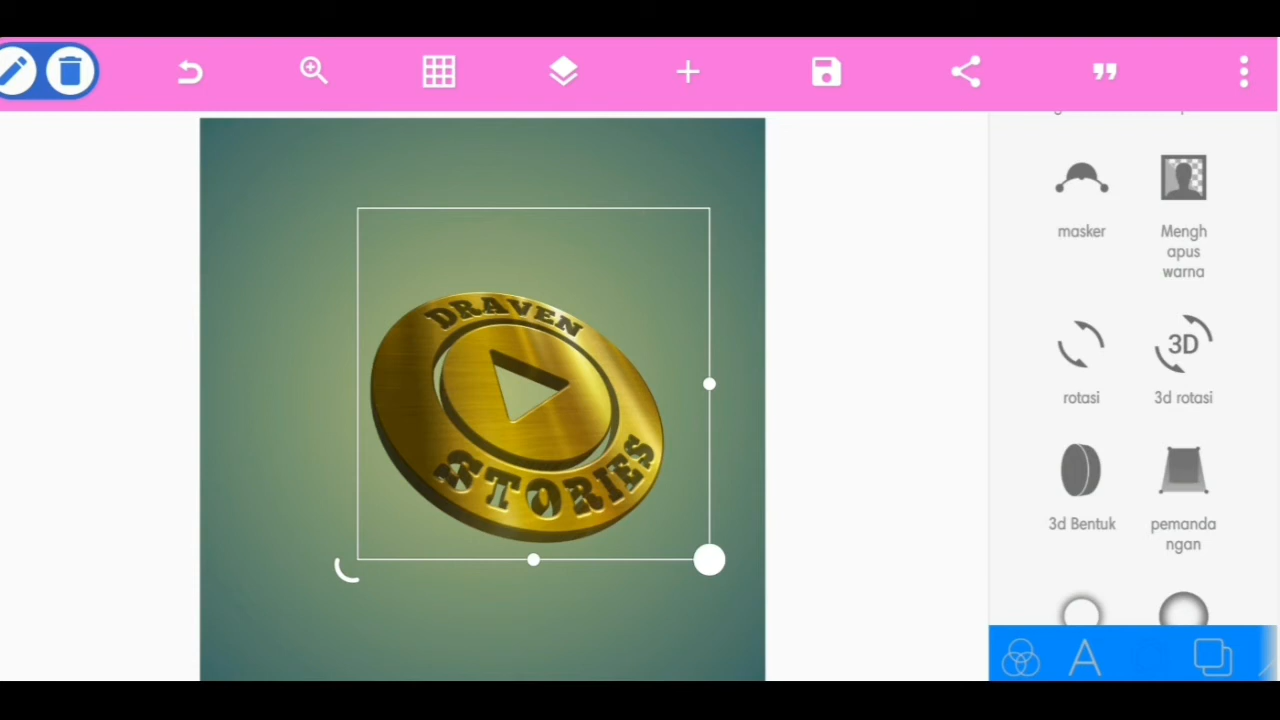 masker
Mengh
apus
warna
DRAVEN
STORIES
3D
rotasi
3d rotasi
3d Bentuk
pemanda
ngan
A